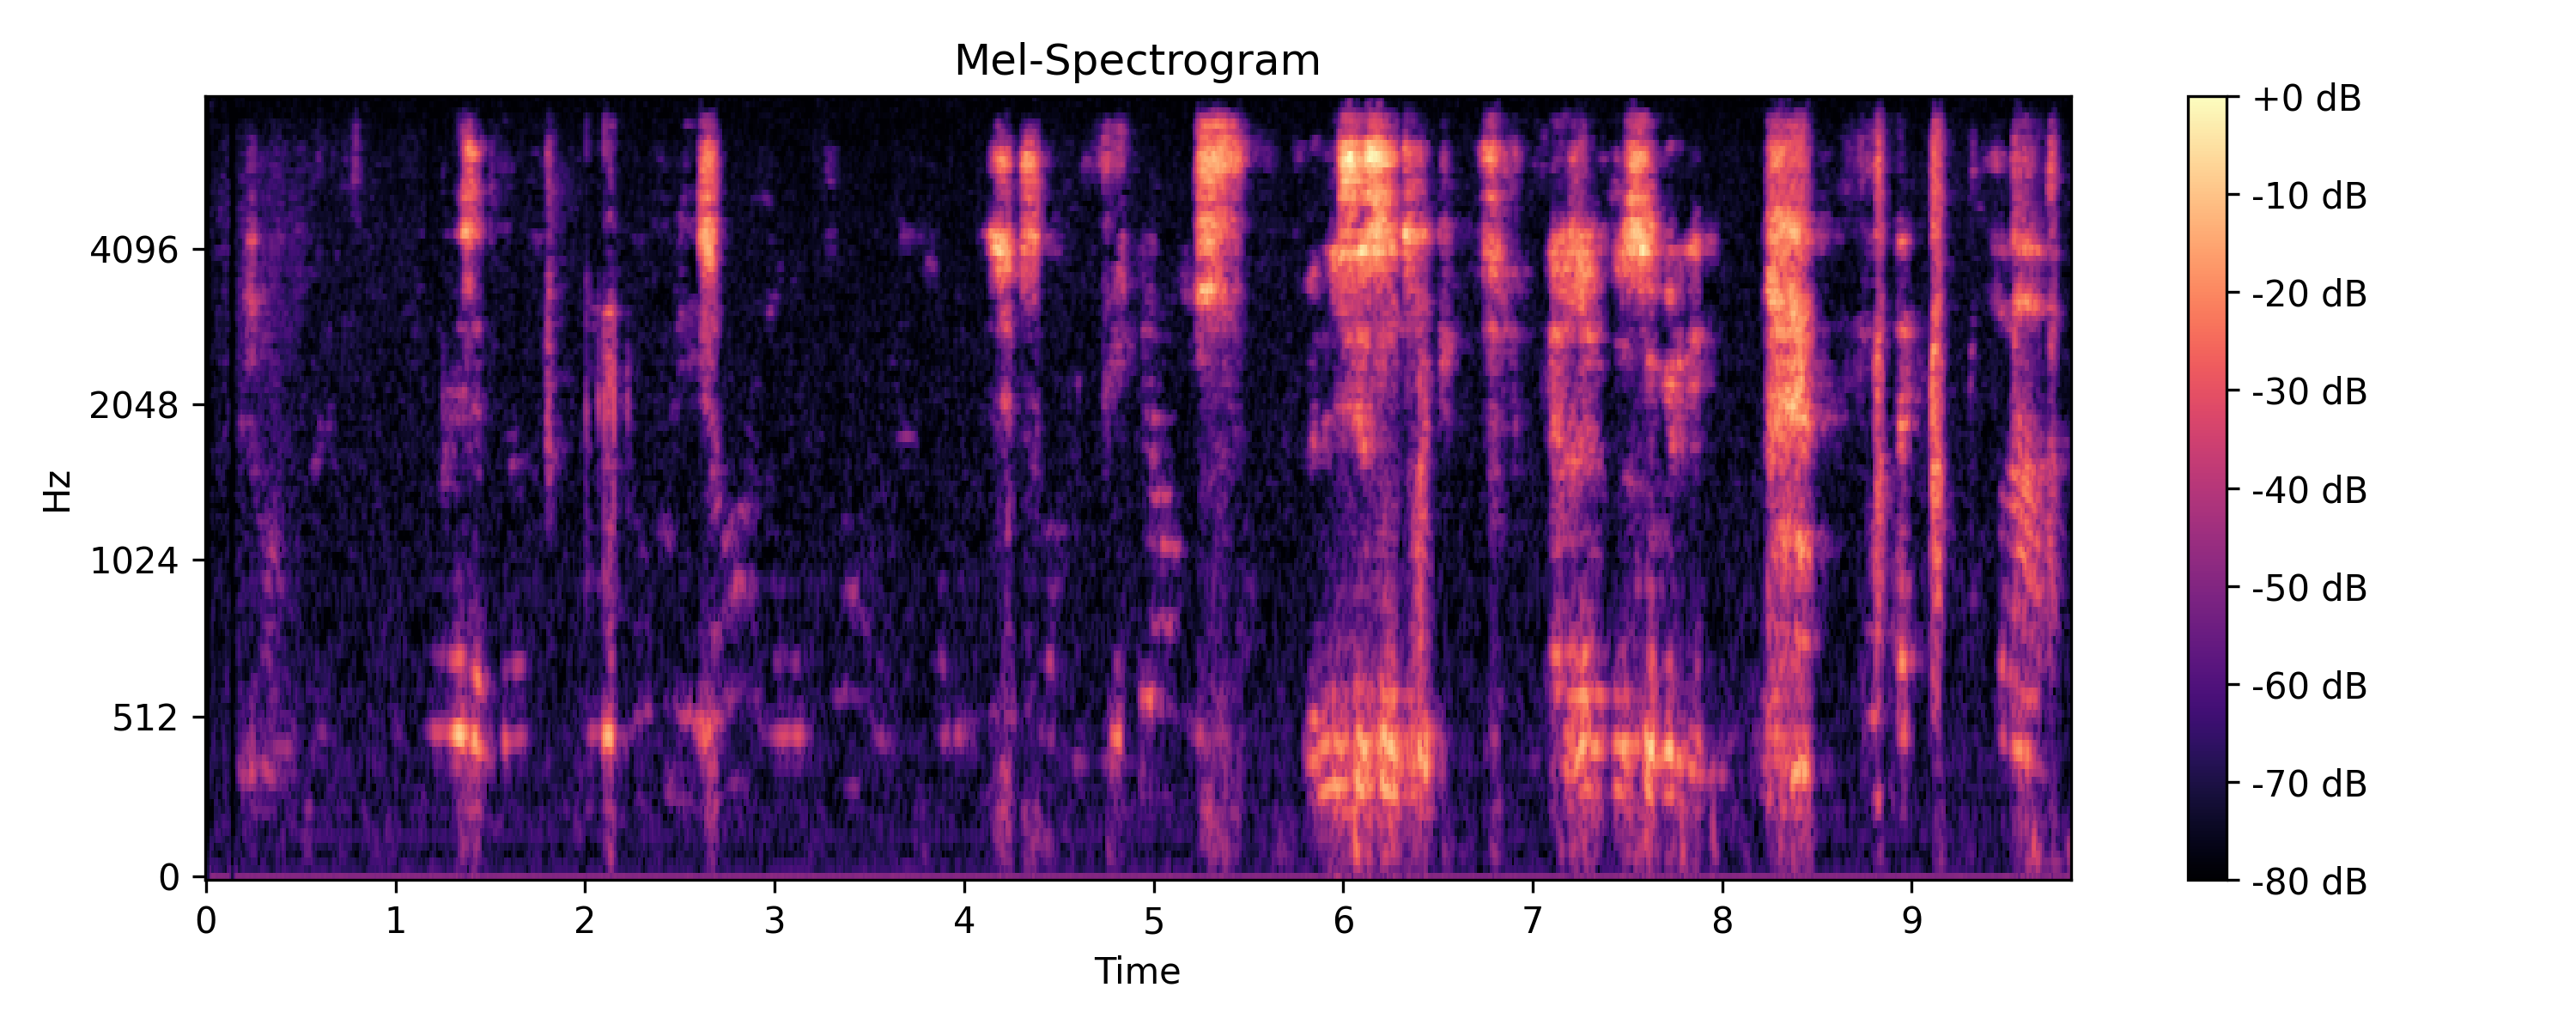 Mel-Spectrogram
+0 dB
-10 dB
-20 dB
-30 dB
-40 dB
-50 dB
-60 dB
-70 dB
-80 dB
4096
2048
1024
512
0
Hz
0 1 2 3 4 5 6 7 8 9
Time